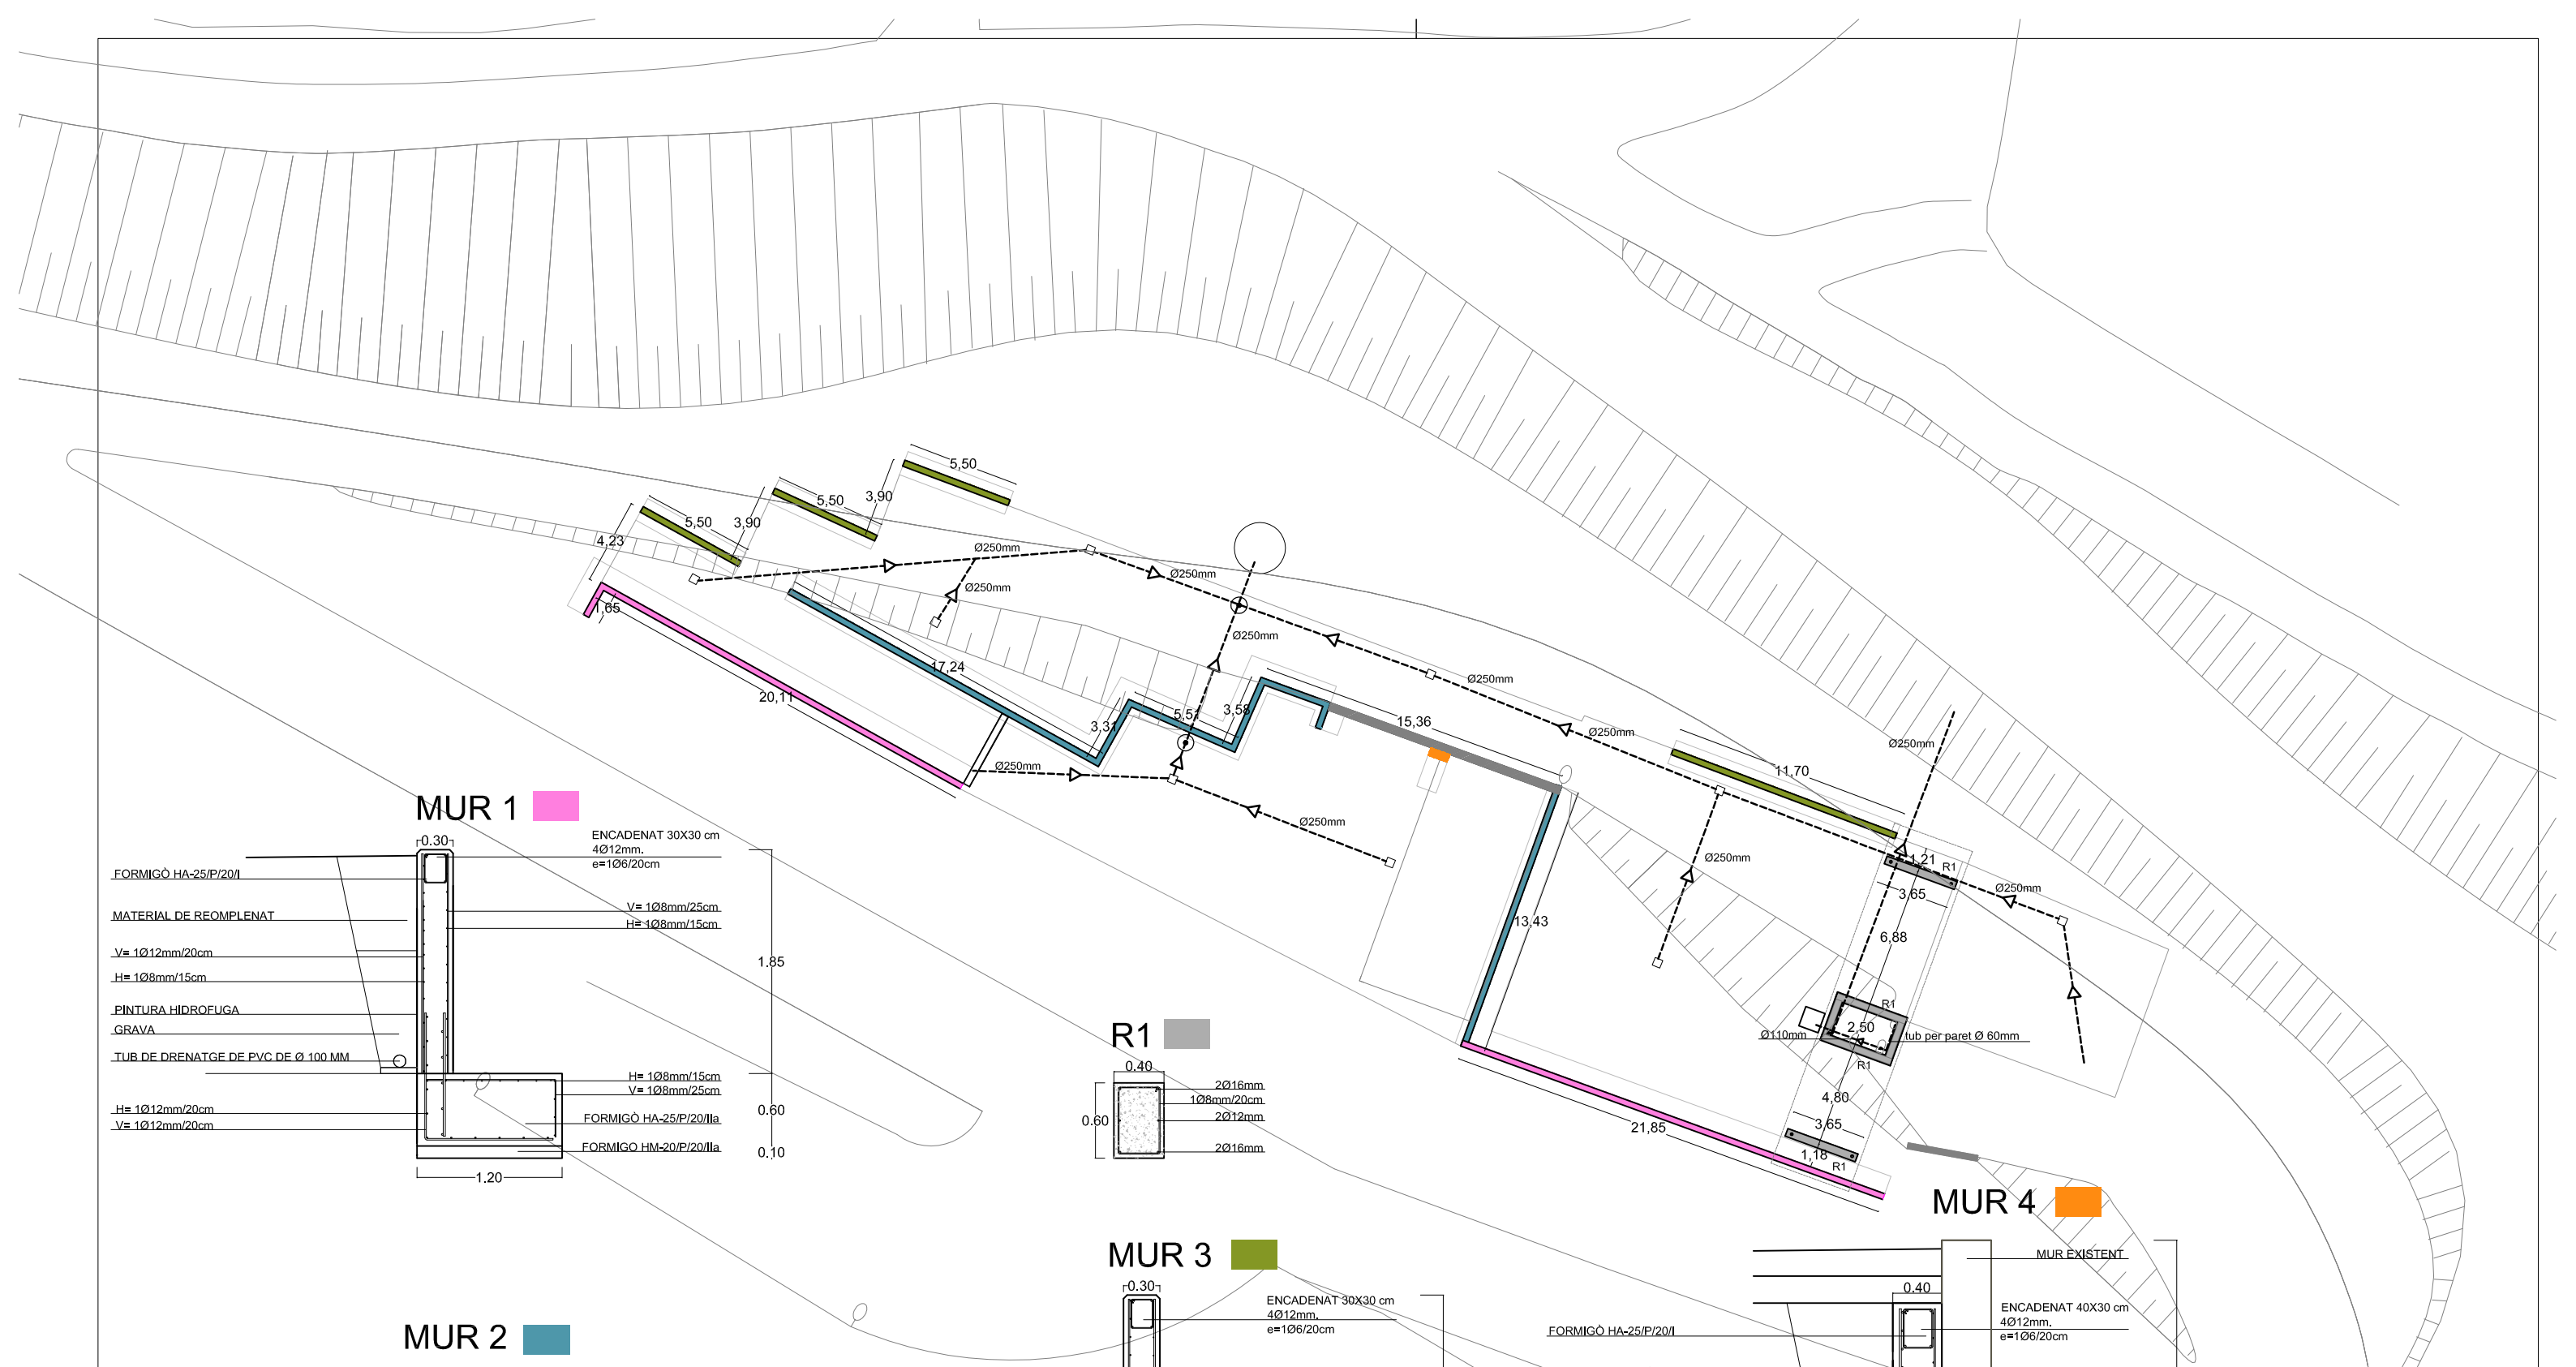 5,50
5,50
3,90
5,50
3,90
4,23
Ø250mm
Ø250mm
Ø250mm
1,65
Ø250mm
17,24
Ø250mm
20,11
5,51
3,58
3,31
15,36
Ø250mm
Ø250mm
Ø250mm
11,70
Ø250mm
Ø250mm
Ø250mm
1,21
R1
3,65
Ø250mm
13,43
6,88
R1
2,50
Ø110mm
tub per paret Ø 60mm
R1
4,80
3,65
1,18
R1
21,85
MUR 1
0.30
ENCADENAT 30X30 cm
4Ø12mm.
e=1Ø6/20cm
FORMIGÒ HA-25/P/20/I
V= 1Ø8mm/25cm
MATERIAL DE REOMPLENAT
H= 1Ø8mm/15cm
V= 1Ø12mm/20cm
1.85
H= 1Ø8mm/15cm
PINTURA HIDROFUGA
GRAVA
TUB DE DRENATGE DE PVC DE Ø 100 MM
H= 1Ø8mm/15cm
V= 1Ø8mm/25cm
H= 1Ø12mm/20cm
0.60
FORMIGÒ HA-25/P/20/IIa
V= 1Ø12mm/20cm
FORMIGO HM-20/P/20/IIa
0.10
1.20
R1
0.40
2Ø16mm
1Ø8mm/20cm
0.60
2Ø12mm
2Ø16mm
MUR 4
MUR EXISTENT
0.40
ENCADENAT 40X30 cm
4Ø12mm.
e=1Ø6/20cm
FORMIGÒ HA-25/P/20/I
MUR 3
0.30
ENCADENAT 30X30 cm
4Ø12mm.
e=1Ø6/20cm
MUR 2